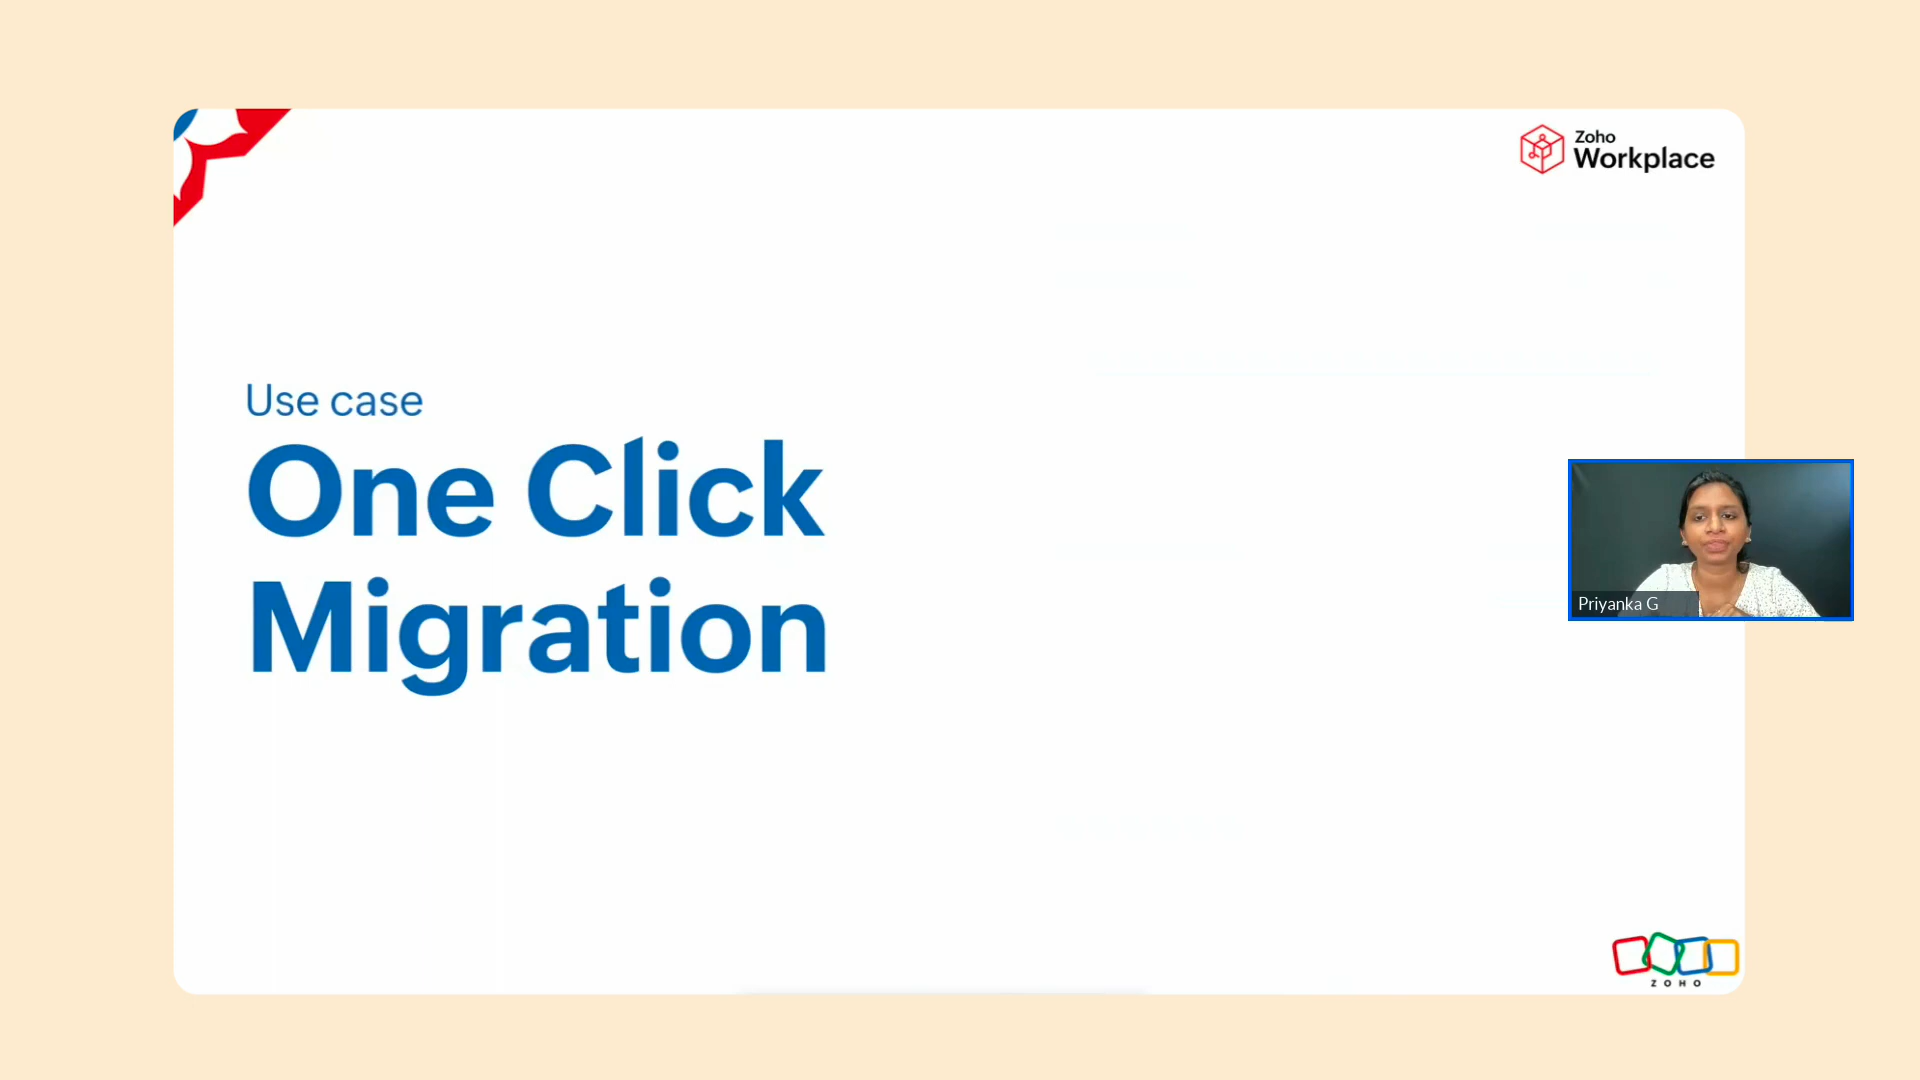 Zoho
Workplace
Use case
One Click
Migration
Priyanka G
ZOHO